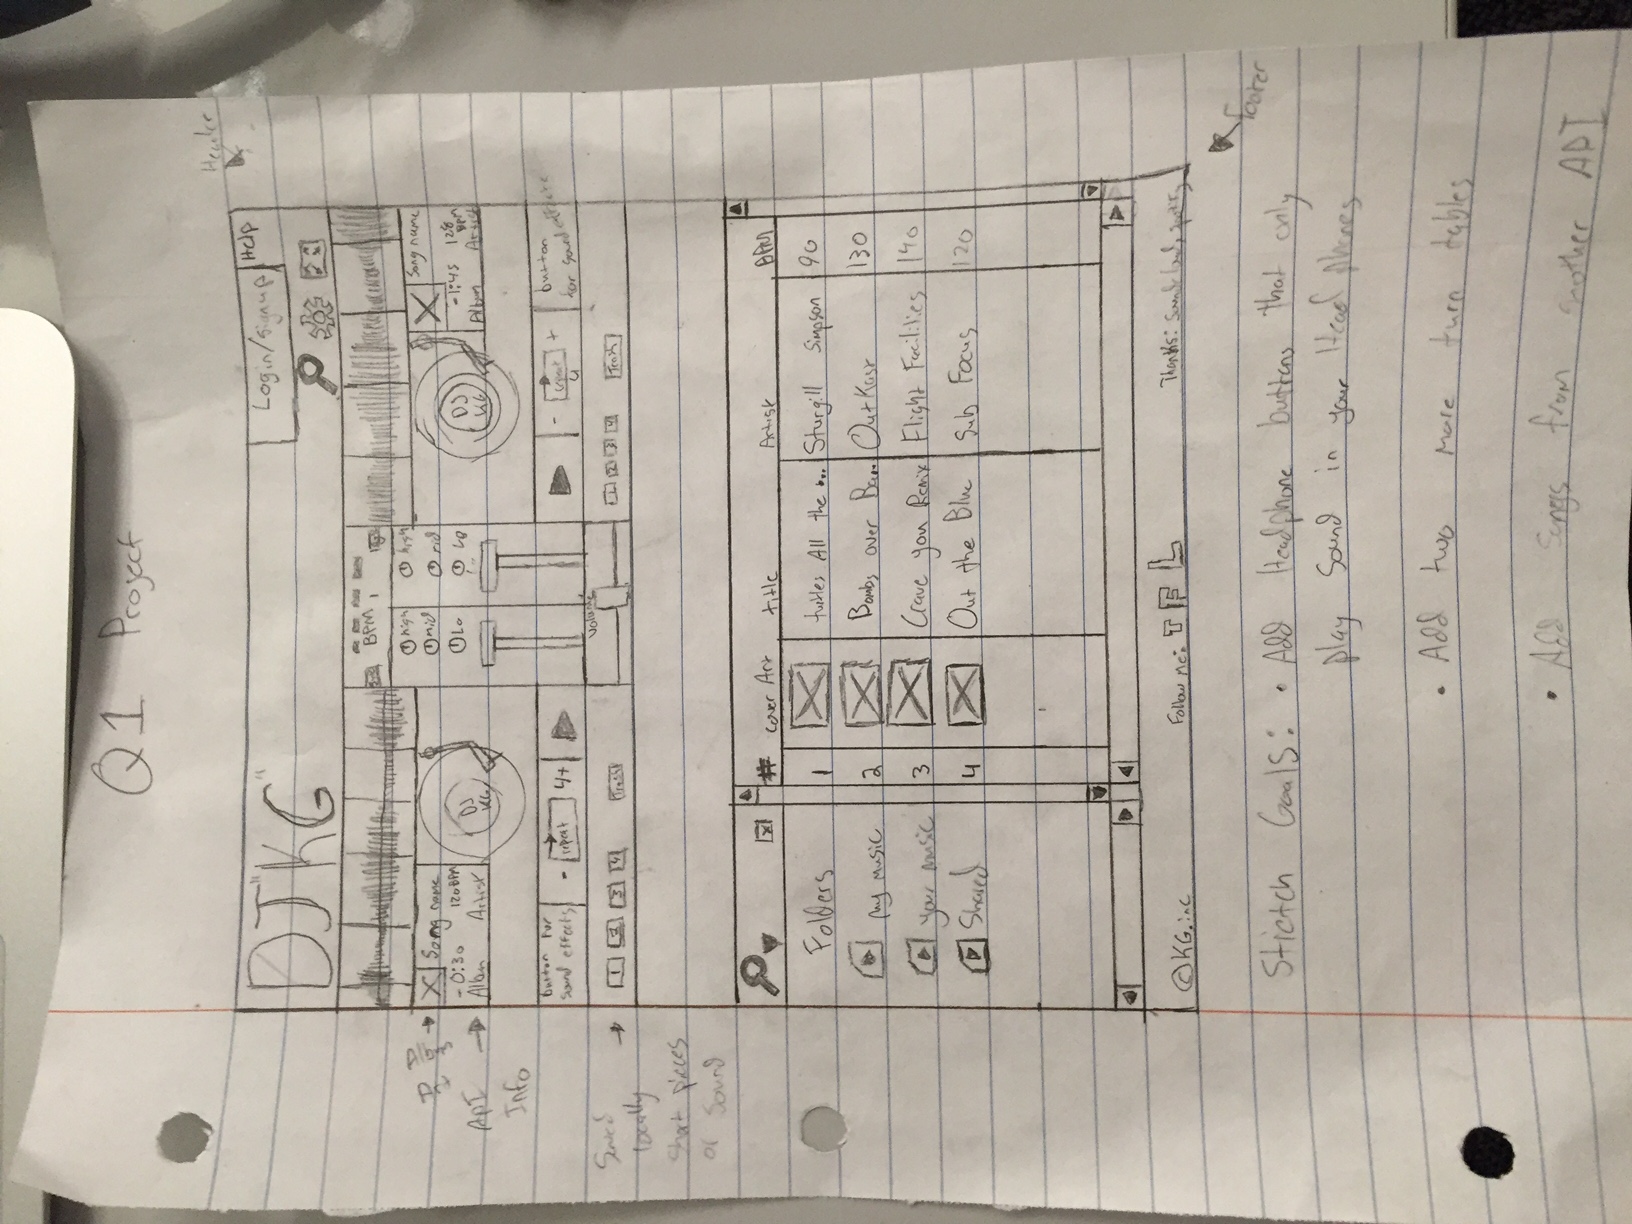 Q1 Project
Header
DJ "KG"
Login/signup
Help
BPM
high
high
mid
mid
Lo
Lo
D3
Song name
-0:30 120BPM
Album Artist
DJ KG
DJ KG
Song name
-1:45 128 BPM
Album Artist
API
Info
button for
sound effects
- repeat 4+
- repeat +
4
button
for sound effects
volume
1 2 3 4 Trash
1 2 3 4 Trash
Saved
locally
Short pieces
of Sound
# Cover Art title Artist BPM
Folders
my music
your music
Shared
1 turtles All the ... Sturgill Simpson 90
2 Bombs over Ba... OutKast 130
3 Crave you Remix Flight Facilities 140
4 Out the Blue Sub Focus 120
©KG.inc
Follow me: T F L
Thanks: Soundcloud, spotify
footer
Stretch Goals: • Add Headphone buttons that only
play Sound in your Head phones
• Add two more turn tables
• Add songs from another API